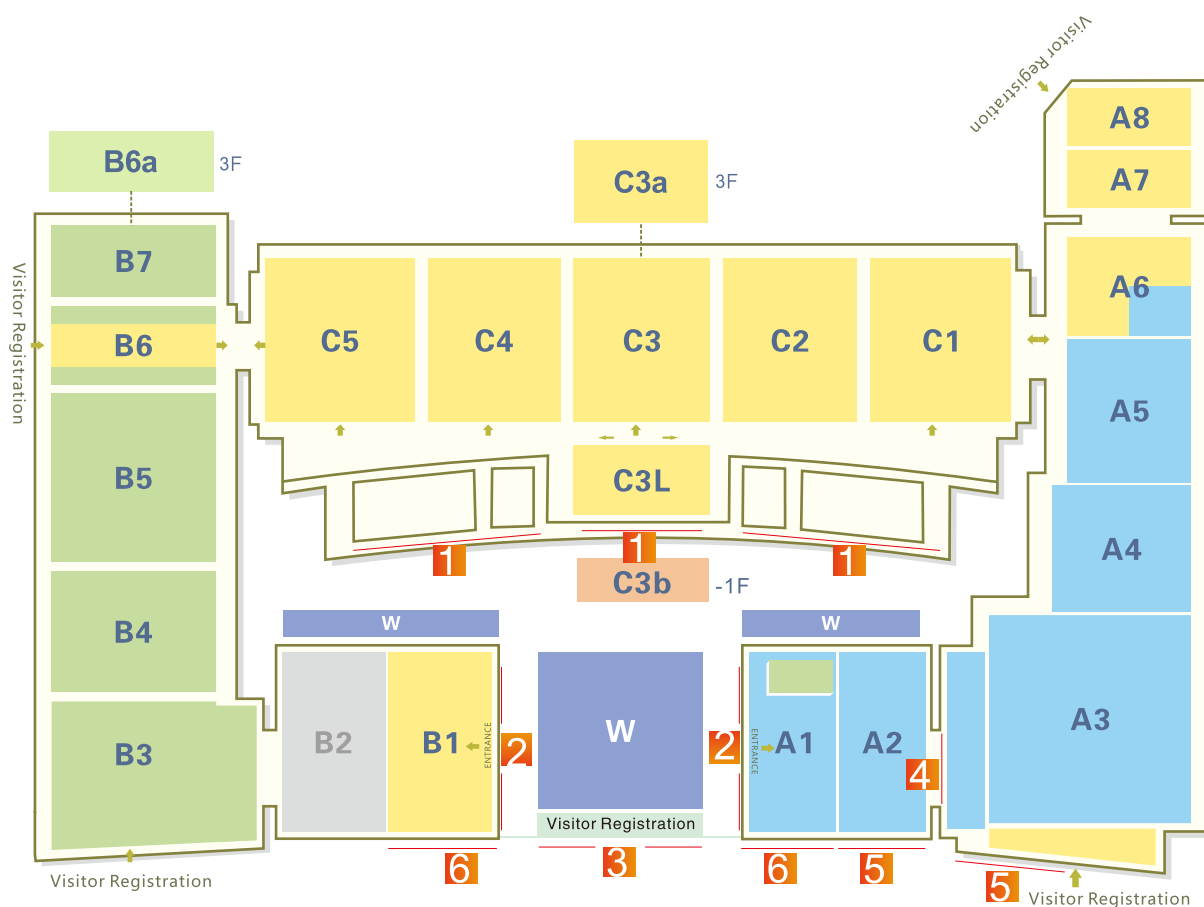 Visitor Registration
A8
B6a
3F
C3a
3F
A7
B7
Visitor Registration
A6
B6
C5
C4
C3
C2
C1
A5
B5
C3L
1
1
1
A4
C3b
-1F
B4
W
W
B2
B1
ENTRANCE
2
W
2
ENTRANCE
A1
A2
4
A3
B3
Visitor Registration
6
3
6
5
5
Visitor Registration
Visitor Registration